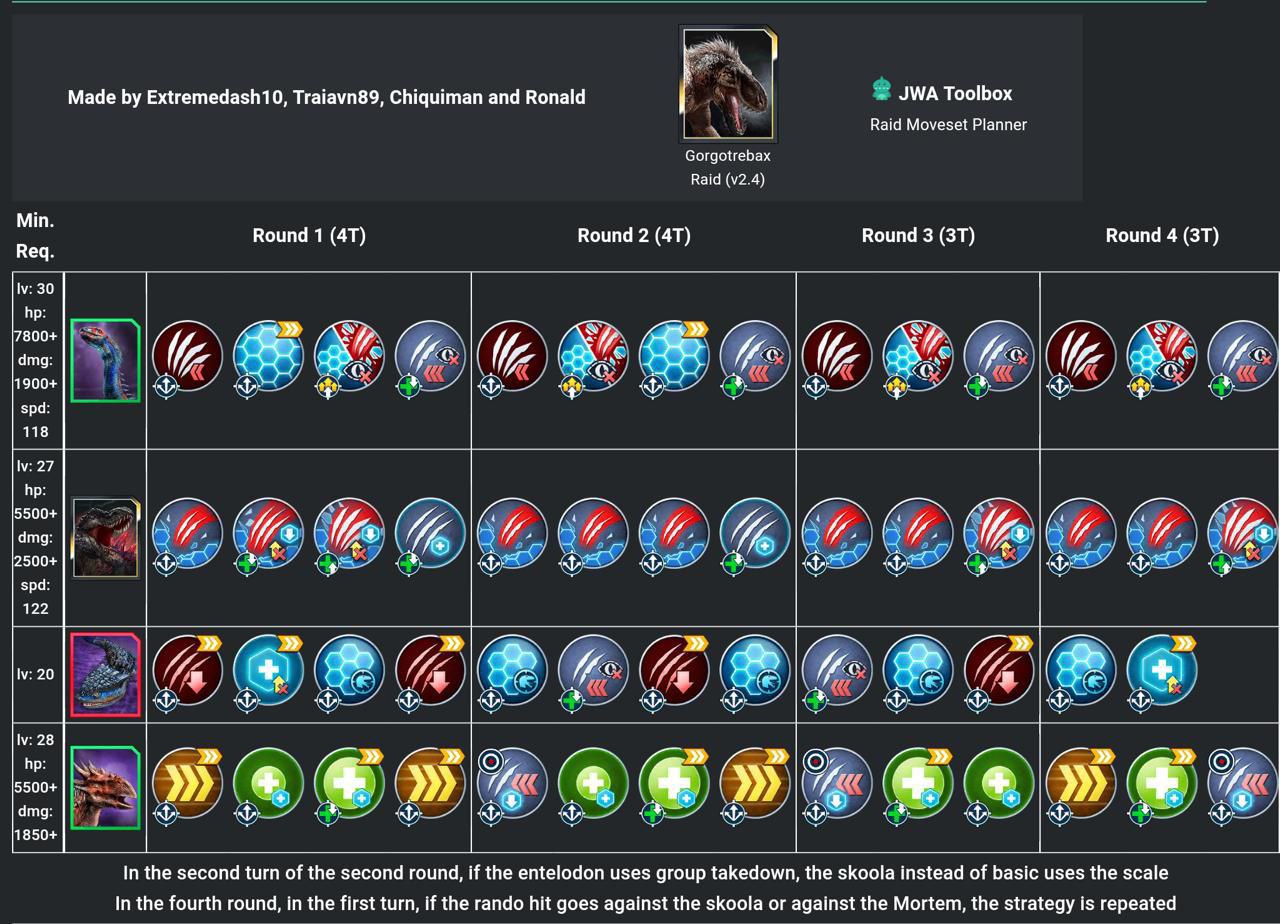 Made by Extremedash10, Traiavn89, Chiquiman and Ronald
Gorgotrebax
Raid (v2.4)
JWA Toolbox
Raid Moveset Planner
Min.
Req.
Round 1 (4T)
Round 2 (4T)
Round 3 (3T)
Round 4 (3T)
lv: 30
hp:
7800+
dmg:
1900+
spd:
118
lv: 27
hp:
5500+
dmg:
2500+
spd:
122
lv: 20
lv: 28
hp:
5500+
dmg:
1850+
In the second turn of the second round, if the entelodon uses group takedown, the skoola instead of basic uses the scale
In the fourth round, in the first turn, if the rando hit goes against the skoola or against the Mortem, the strategy is repeated